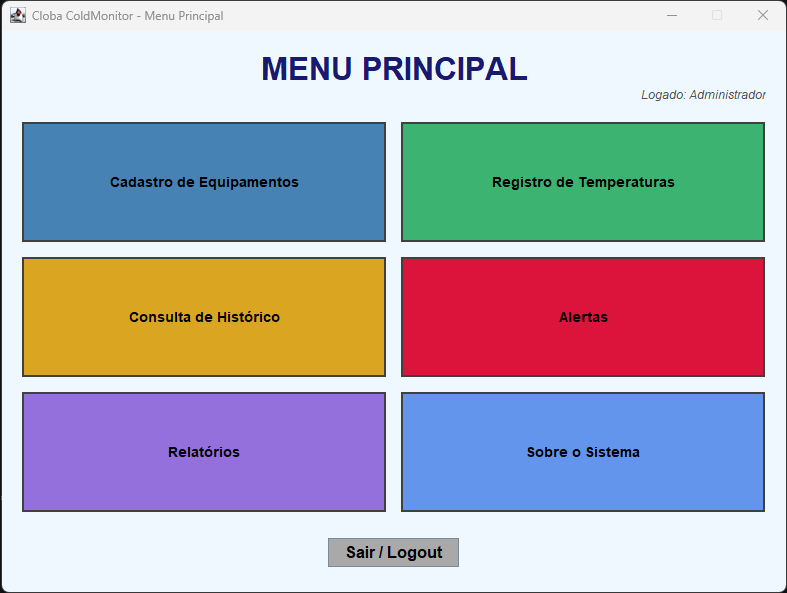 Cloba ColdMonitor - Menu Principal
MENU PRINCIPAL
Logado: Administrador
Cadastro de Equipamentos
Registro de Temperaturas
Consulta de Histórico
Alertas
Relatórios
Sobre o Sistema
Sair / Logout